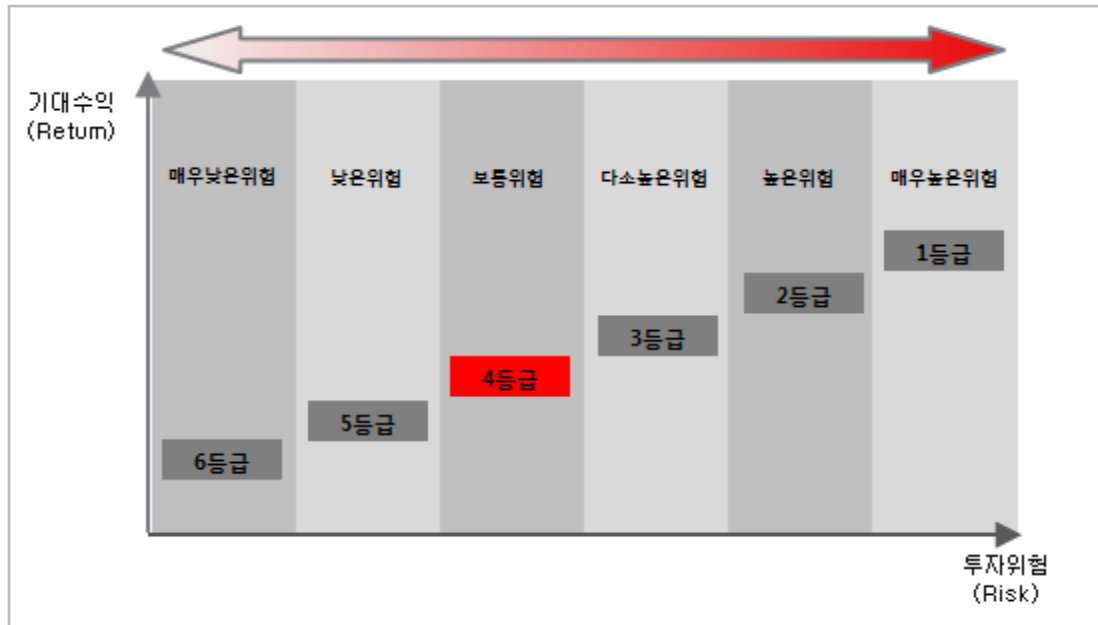 기대수익
(Return)
매우낮은위험
낮은위험
보통위험
다소높은위험
높은위험
매우높은위험
1등급
2등급
3등급
4등급
5등급
6등급
투자위험
(Risk)